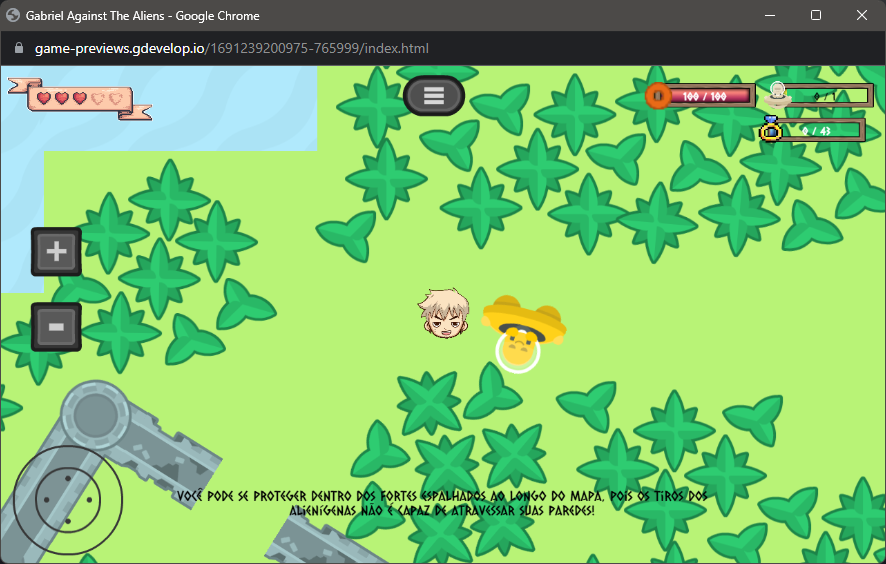 Gabriel Against The Aliens - Google Chrome
game-previews.gdevelop.io/1691239200975-765999/index.html
100 / 100
0 / 1
0 / 43
VOCÊ PODE SE PROTEGER DENTRO DOS FORTES ESPALHADOS AO LONGO DO MAPA, POIS OS TIROS DOS
ALIENÍGENAS NÃO É CAPAZ DE ATRAVESSAR SUAS PAREDES!